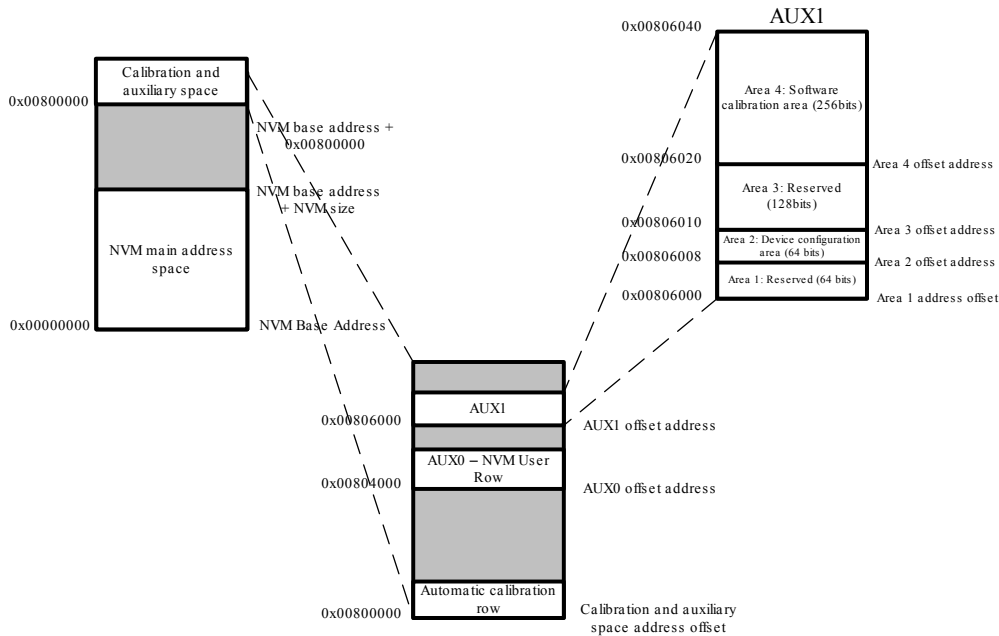 Calibration and
auxiliary space
0x00800000
NVM base address +
0x00800000
NVM base address
+ NVM size
NVM main address
space
0x00000000
NVM Base Address
AUX1
0x00806040
Area 4: Software
calibration area (256bits)
0x00806020
Area 4 offset address
Area 3: Reserved
(128bits)
0x00806010
Area 3 offset address
Area 2: Device configuration
area (64 bits)
0x00806008
Area 2 offset address
Area 1: Reserved (64 bits)
0x00806000
Area 1 address offset
AUX1
0x00806000
AUX1 offset address
AUX0 – NVM User
Row
0x00804000
AUX0 offset address
Automatic calibration
row
0x00800000
Calibration and auxiliary
space address offset